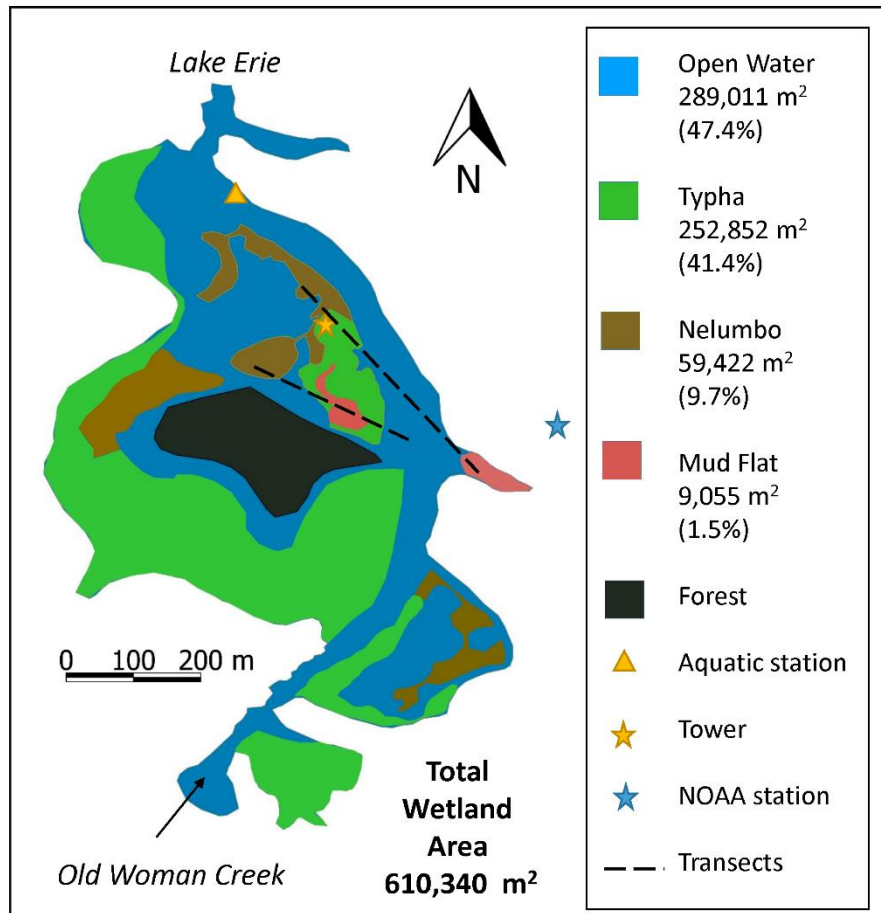 Lake Erie
N
0 100 200 m
Old Woman Creek
Total
Wetland
Area
610,340 m²
Open Water
289,011 m²
(47.4%)
Typha
252,852 m²
(41.4%)
Nelumbo
59,422 m²
(9.7%)
Mud Flat
9,055 m²
(1.5%)
Forest
Aquatic station
Tower
NOAA station
Transects